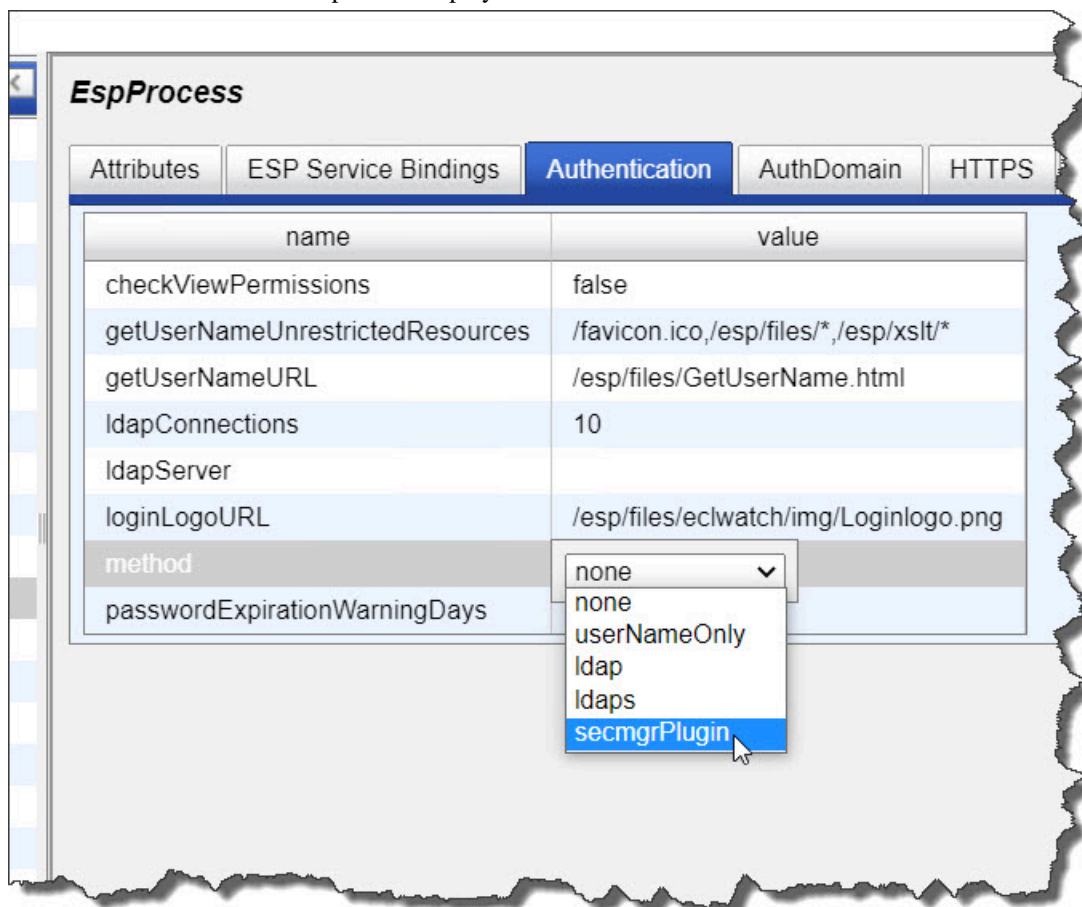 EspProcess
Attributes ESP Service Bindings Authentication AuthDomain HTTPS
name value
checkViewPermissions false
getUserNameUnrestrictedResources /favicon.ico,/esp/files/*,/esp/xslt/*
getUserNameURL /esp/files/GetUserName.html
ldapConnections 10
ldapServer
loginLogoURL /esp/files/eclwatch/img/Loginlogo.png
method none
passwordExpirationWarningDays
none
userNameOnly
ldap
ldaps
secmgrPlugin